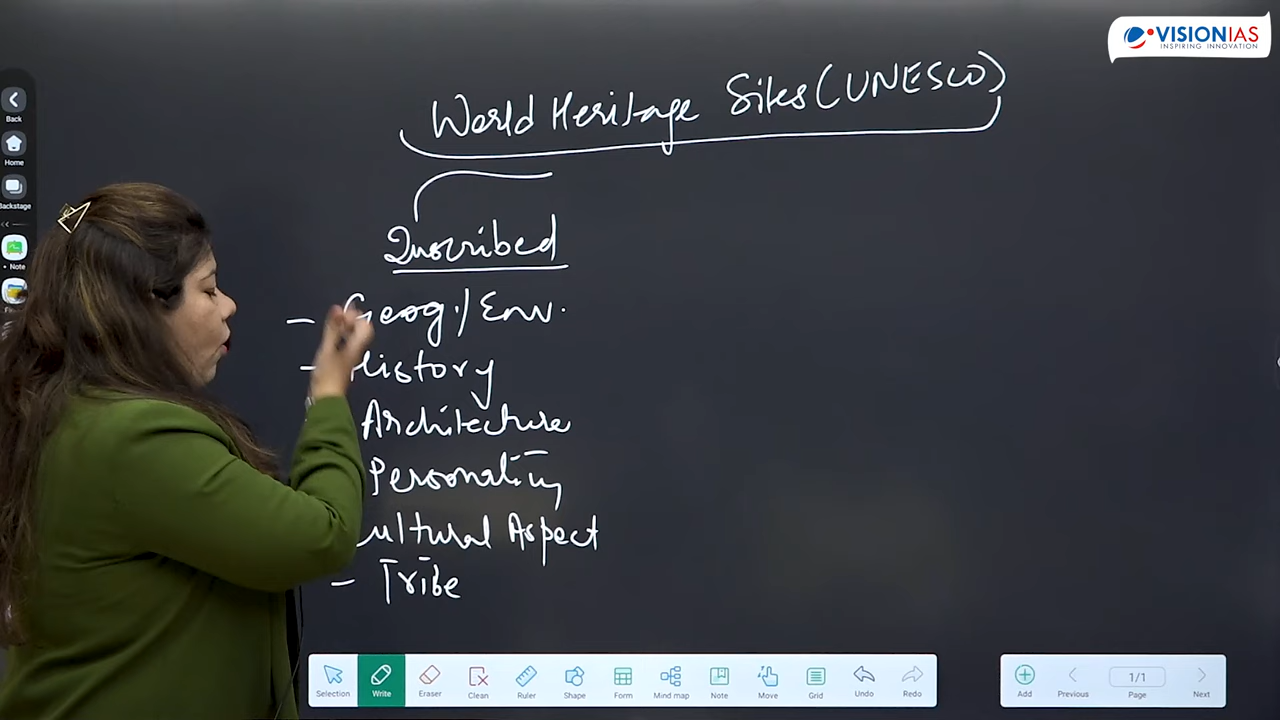 VISIONIAS
INSPIRING INNOVATION
World Heritage Sites (UNESCO)
Inscribed
- Geog./Env.
- History
Architecture
Personality
ultural Aspect
- Tribe
Back
Home
Backstage
Note
Selection
Write
Eraser
Clean
Ruler
Shape
Form
Mind map
Note
Move
Grid
Undo
Redo
Add
Previous
1/1
Page
Next